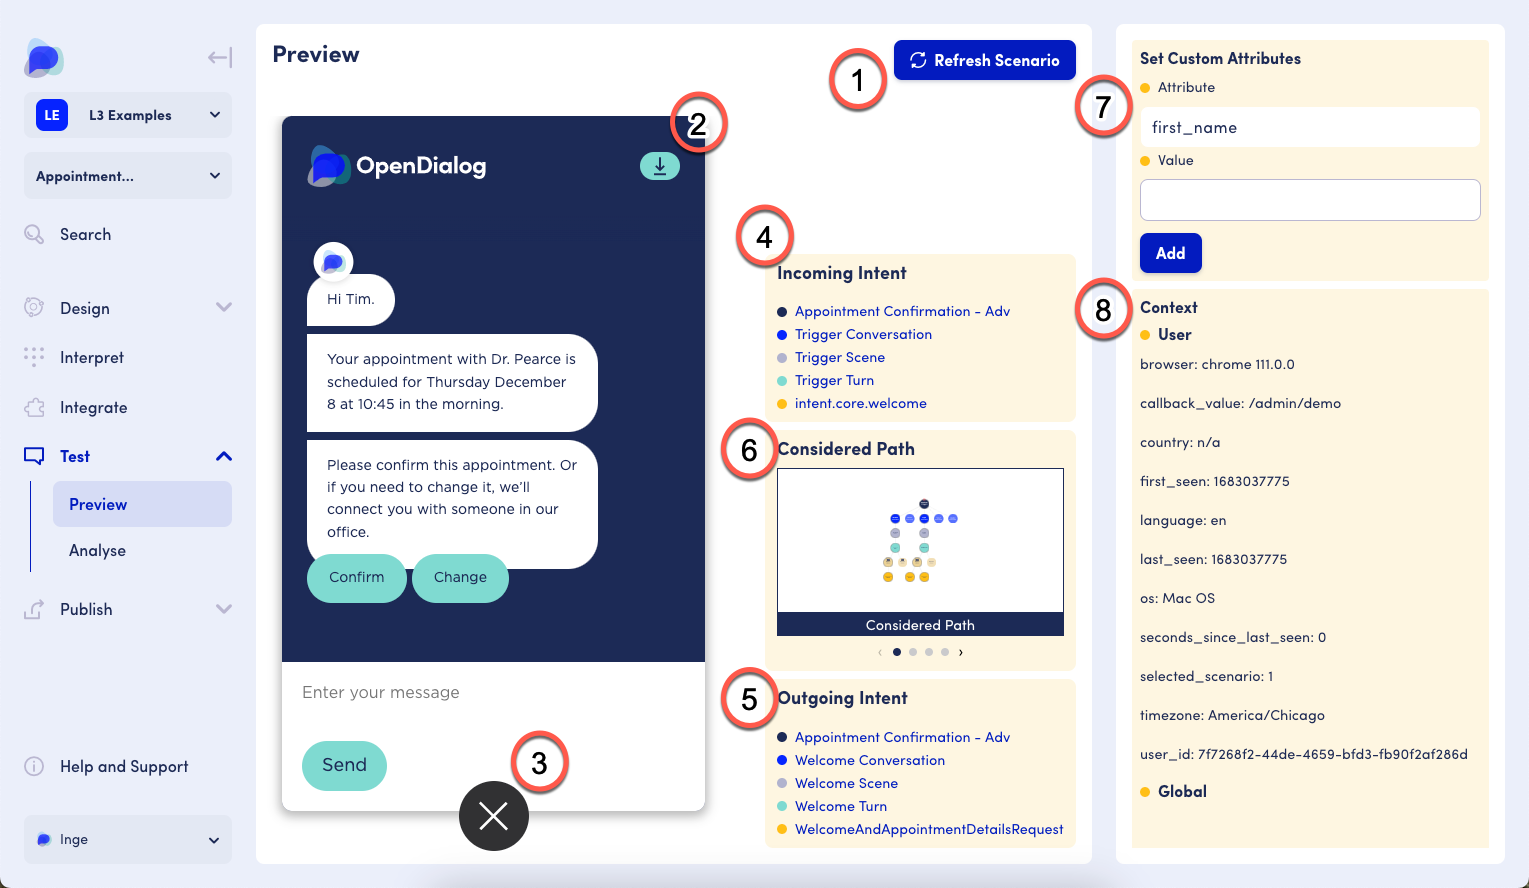 LE
L3 Examples
Appointment...
Search
Design
Interpret
Integrate
Test
Preview
Analyse
Publish
Help and Support
Inge
Preview
1
Refresh Scenario
2
OpenDialog
Hi Tim.
Your appointment with Dr. Pearce is
scheduled for Thursday December
8 at 10:45 in the morning.
Please confirm this appointment. Or
if you need to change it, we'll
connect you with someone in our
office.
Confirm
Change
Enter your message
Send
3
4
Incoming Intent
Appointment Confirmation - Adv
Trigger Conversation
Trigger Scene
Trigger Turn
intent.core.welcome
6
Considered Path
Considered Path
5
Outgoing Intent
Appointment Confirmation - Adv
Welcome Conversation
Welcome Scene
Welcome Turn
WelcomeAndAppointmentDetailsRequest
Set Custom Attributes
7
Attribute
first_name
Value
Add
8
Context
User
browser: chrome 111.0.0
callback_value: /admin/demo
country: n/a
first_seen: 1683037775
language: en
last_seen: 1683037775
os: Mac OS
seconds_since_last_seen: 0
selected_scenario: 1
timezone: America/Chicago
user_id: 7f7268f2-44de-4659-bfd3-fb90f2af286d
Global